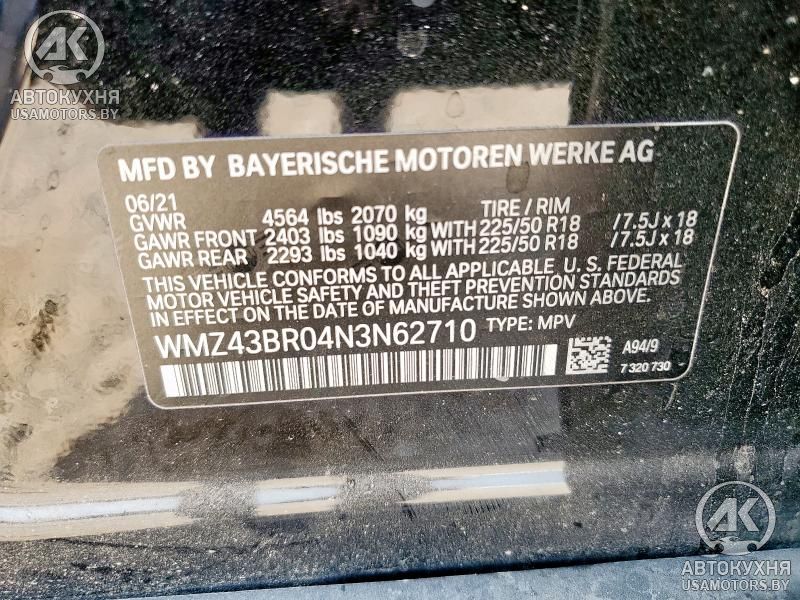 AK
АВТОКУХНЯ
USAMOTORS.BY
MFD BY BAYERISCHE MOTOREN WERKE AG
06/21 TIRE / RIM
GVWR 4564 lbs 2070 kg
GAWR FRONT 2403 lbs 1090 kg WITH 225/50 R18 /7.5J x 18
GAWR REAR 2293 lbs 1040 kg WITH 225/50 R18 /7.5J x 18
THIS VEHICLE CONFORMS TO ALL APPLICABLE U. S. FEDERAL
MOTOR VEHICLE SAFETY AND THEFT PREVENTION STANDARDS
IN EFFECT ON THE DATE OF MANUFACTURE SHOWN ABOVE.
WMZ43BR04N3N62710 TYPE: MPV
A94/9
7 320 730
AK
АВТОКУХНЯ
USAMOTORS.BY